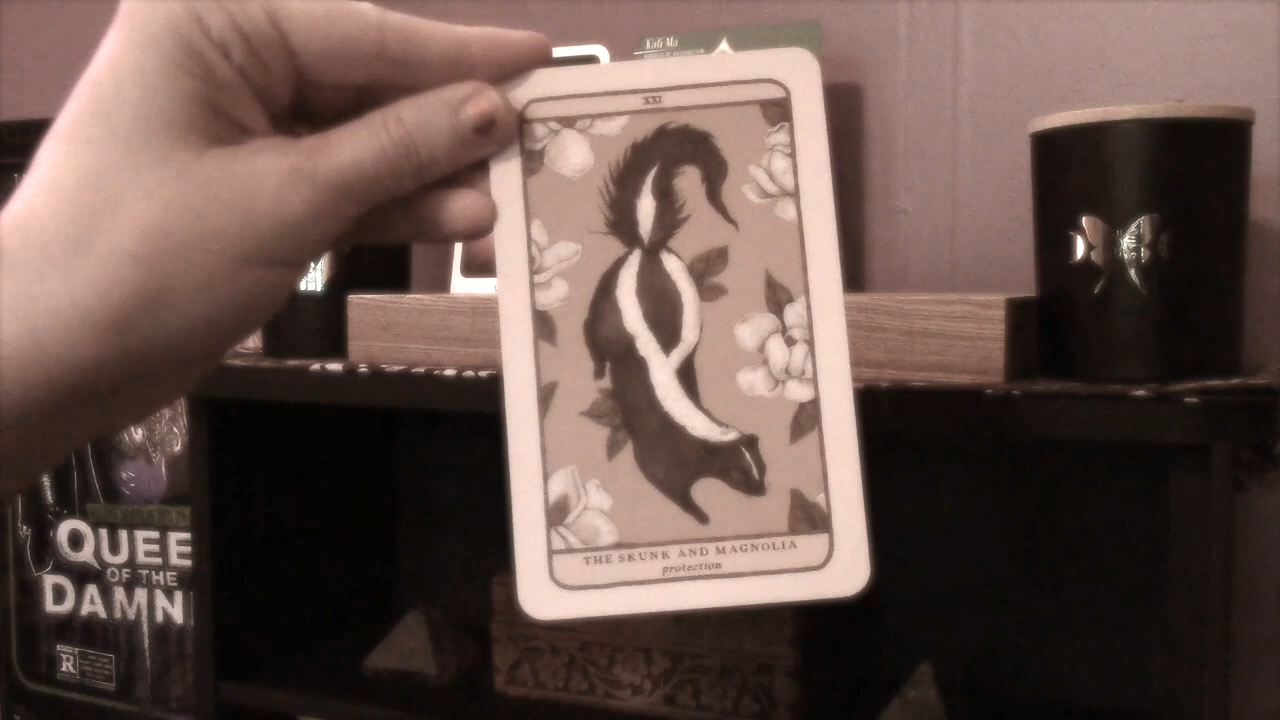 Kali Ma
XXI
THE SKUNK AND MAGNOLIA
protection
QUEE
OF THE
DAMN
R